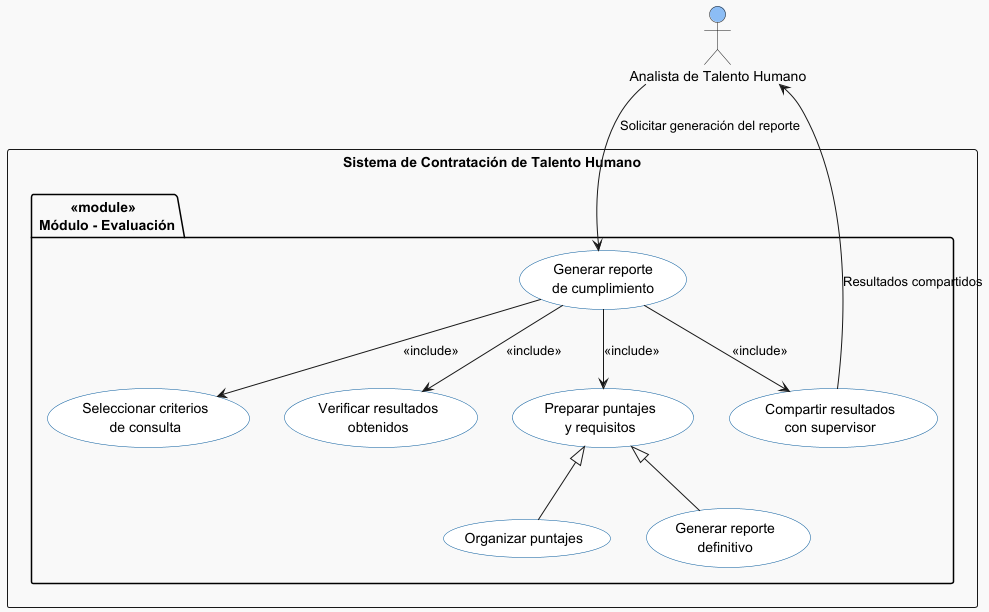 Analista de Talento Humano
Solicitar generación del reporte
Sistema de Contratación de Talento Humano
«module»
Módulo - Evaluación
Generar reporte
de cumplimiento
Resultados compartidos
«include»
«include»
«include»
«include»
Seleccionar criterios
de consulta
Verificar resultados
obtenidos
Preparar puntajes
y requisitos
Compartir resultados
con supervisor
Organizar puntajes
Generar reporte
definitivo